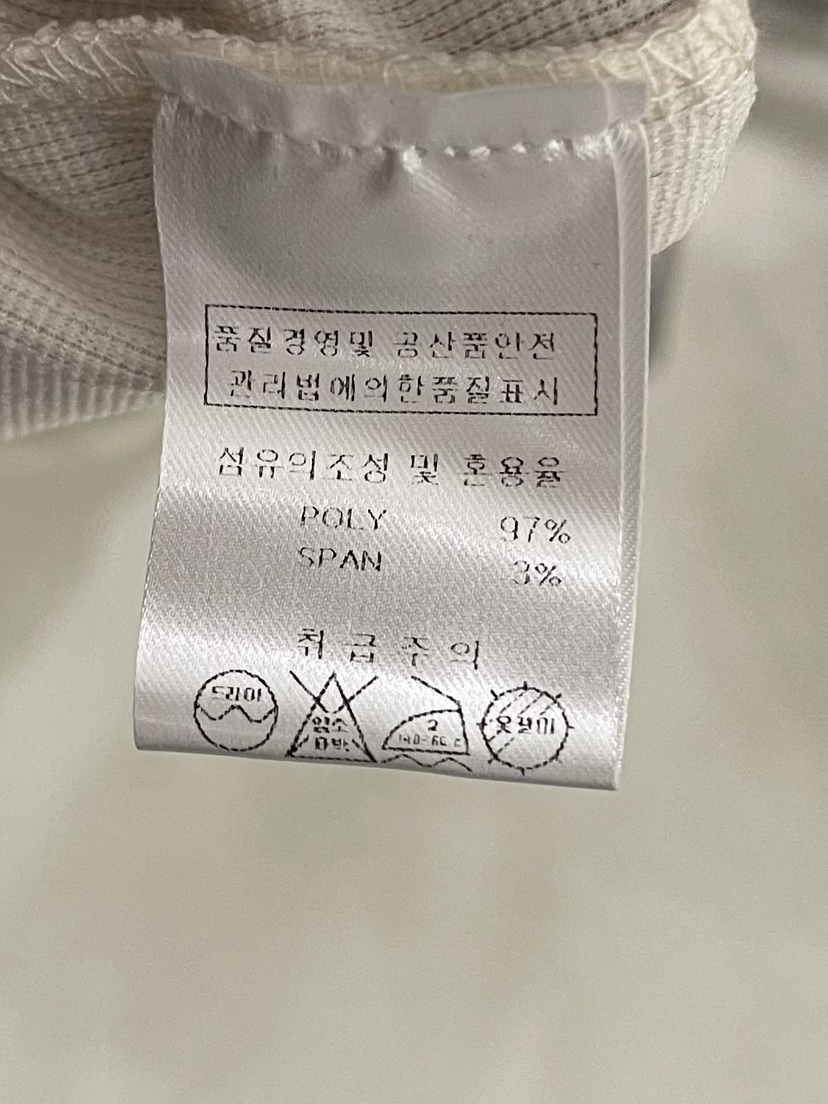 품질경영및 공산품안전
관리법에의한품질표시
섬유의조성 및 혼용율
POLY 97%
SPAN 3%
취급주의
드라이
염소
표백
2
옷걸이